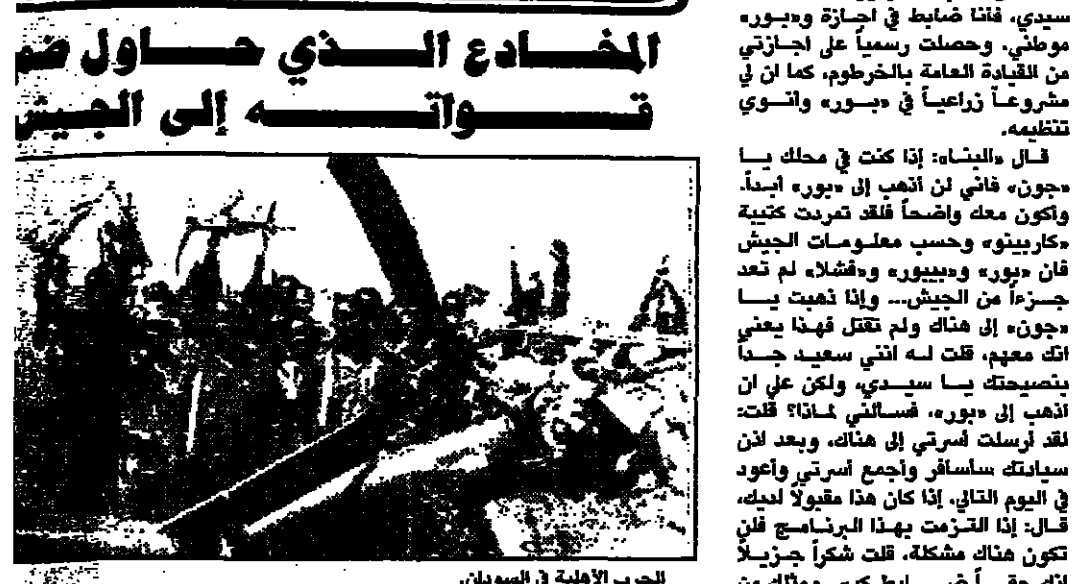 سيدي، فأنا ضابط في اجازة و«بور»
موطني، وحصلت رسمياً على اجازتي
من القيادة العامة بالخرطوم، كما ان لي
مشروعاً زراعياً في «بور» وانوي
تنظيمه.
قال «البنا»: إذا كنت في محلك يا
«جون» فاني لن أذهب إلى «بور» أبداً.
وأكون معك واضحاً فلقد تمردت كتيبة
«كاربينو» وحسب معلومات الجيش
فان «بور» و«بيبور» و«فشلا» لم تعد
جزءاً من الجيش... وإذا ذهبت يا
«جون» إلى هناك ولم تقتل فهذا يعني
انك معهم، قلت له انني سعيد جداً
بنصيحتك يا سيدي، ولكن علي ان
اذهب إلى «بور»، فسألني لماذا؟ قلت:
لقد أرسلت أسرتي إلى هناك، وبعد اذن
سيادتك سأسافر وأجمع أسرتي وأعود
في اليوم التالي، إذا كان هذا مقبولاً لديك،
قال: إذا التزمت بهذا البرنامج فلن
تكون هناك مشكلة، قلت شكراً جزيلاً
المخادع الذي حاول ضم
قواته إلى الجيش
الحرب الأهلية في السودان.